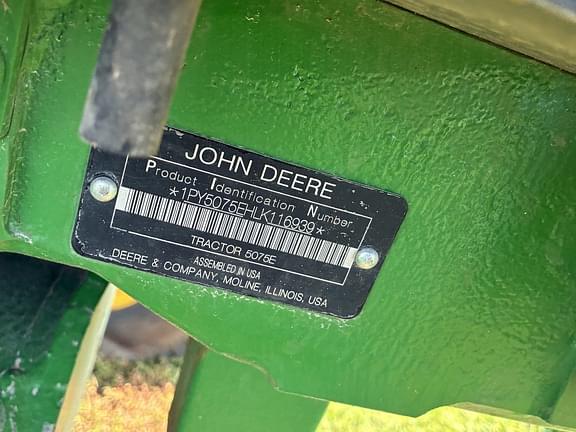 JOHN DEERE
Product Identification Number
*1PY5075EHLK116939*
TRACTOR 5075E
ASSEMBLED IN USA
DEERE & COMPANY, MOLINE, ILLINOIS, USA